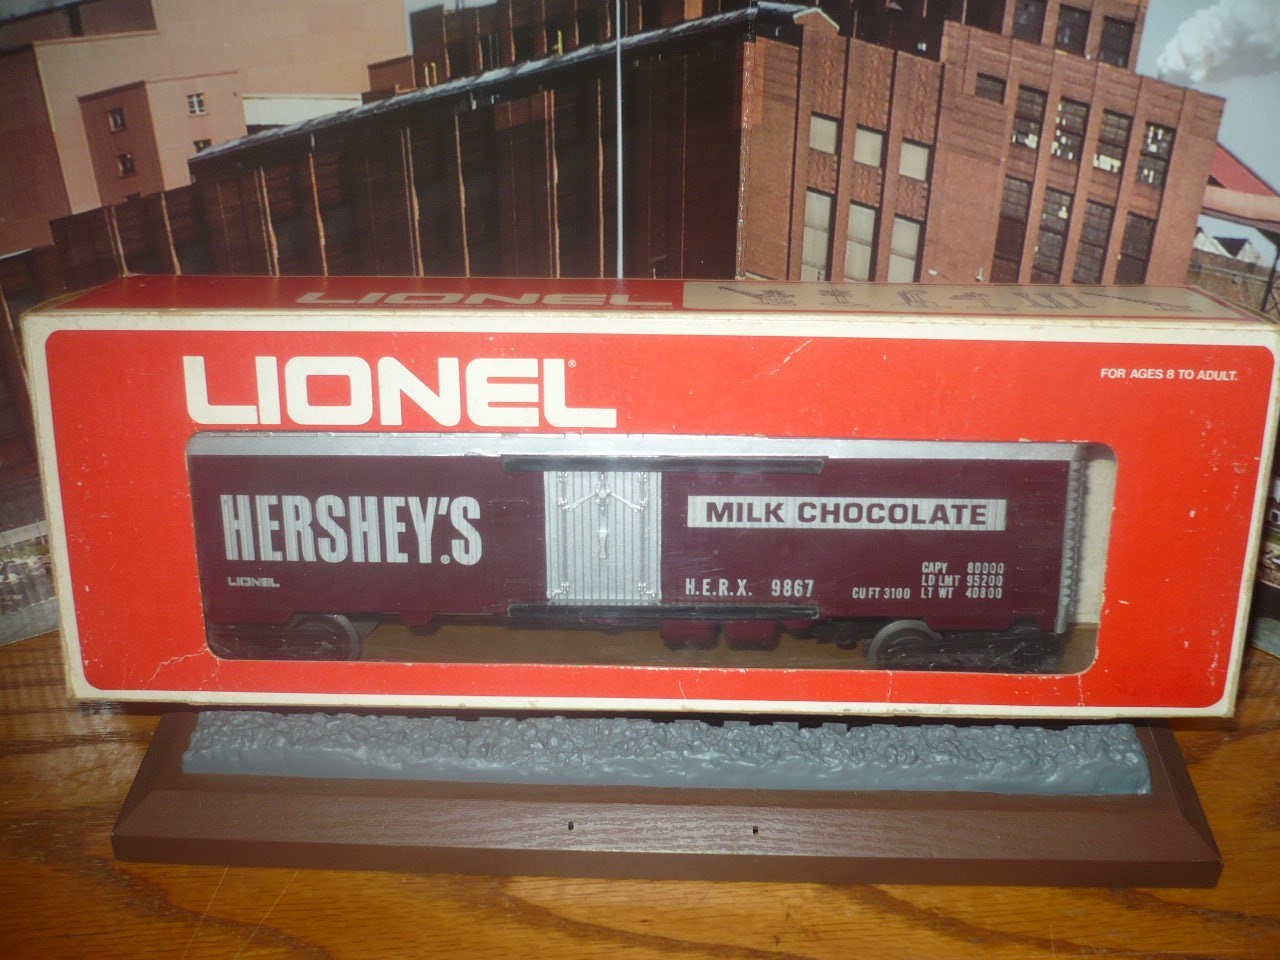 LIONEL
LIONEL®
FOR AGES 8 TO ADULT.
HERSHEY'S®
LIONEL
MILK CHOCOLATE
H.E.R.X. 9867
CU FT 3100
CAPY 80000
LD LMT 95200
LT WT 40800